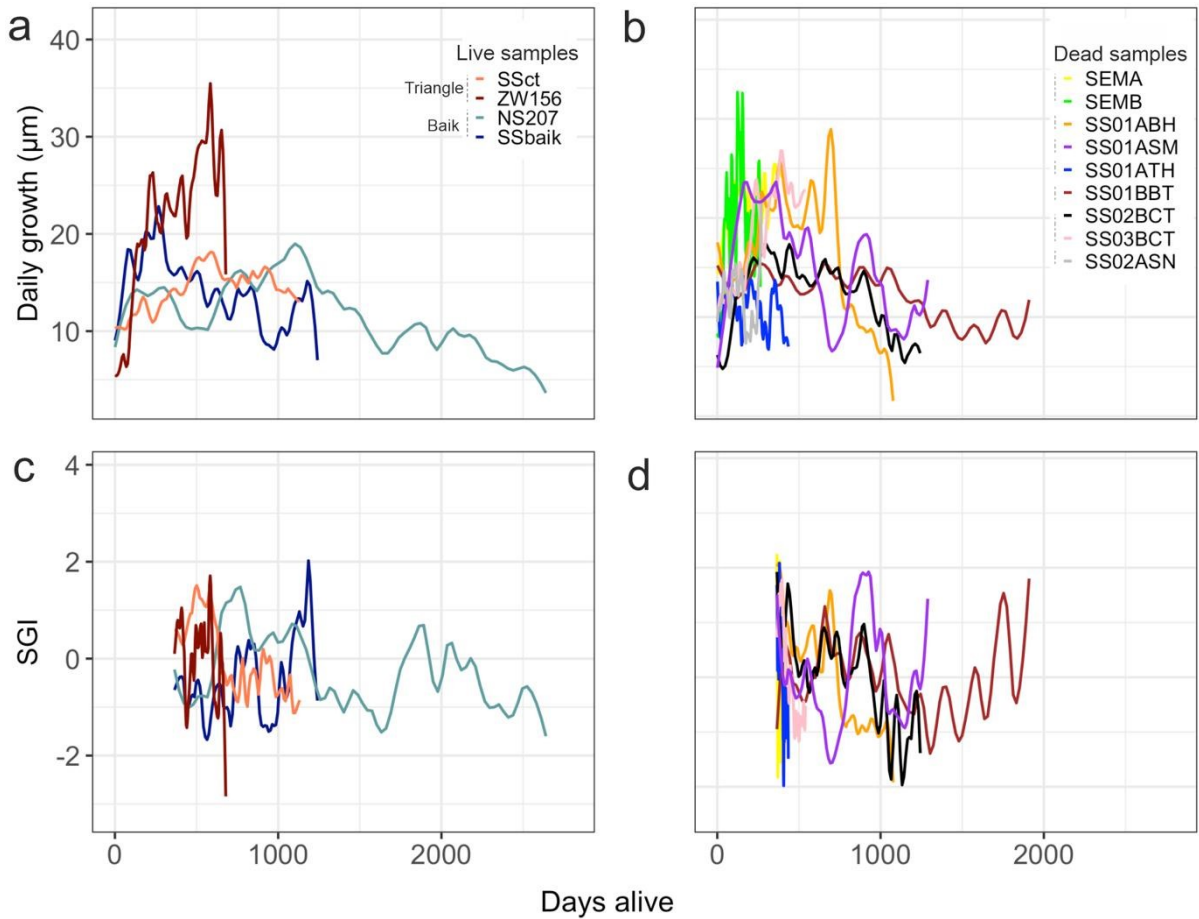 a
40
30
20
10
Daily growth (µm)
Live samples
Triangle
SSct
ZW156
Baik
NS207
SSbaik
b
Dead samples
SEMA
SEMB
SS01ABH
SS01ASM
SS01ATH
SS01BBT
SS02BCT
SS03BCT
SS02ASN
c
4
2
0
-2
SGI
0
1000
2000
d
0
1000
2000
Days alive